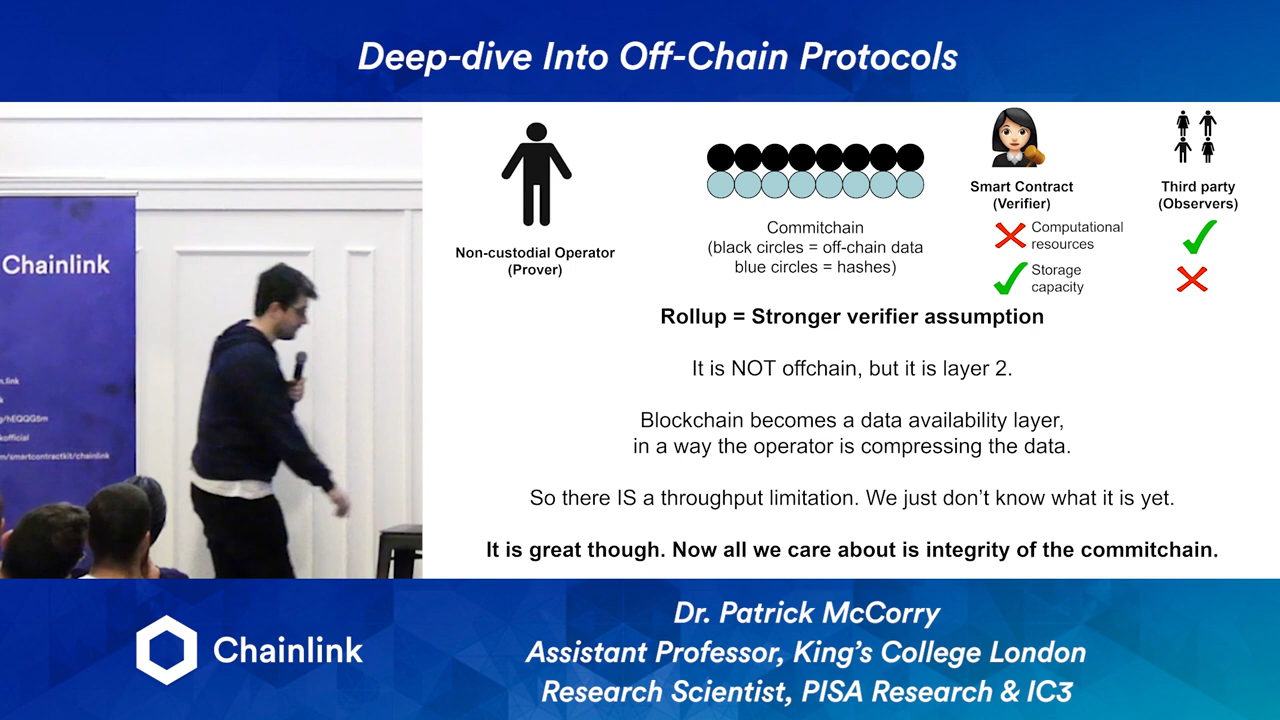 Deep-dive Into Off-Chain Protocols
Chainlink
n.link
k
g/hEQQG5m
kofficial
m/smartcontractkit/chainlink
Non-custodial Operator
(Prover)
Commitchain
(black circles = off-chain data
blue circles = hashes)
Smart Contract
(Verifier)
Computational
resources
Storage
capacity
Third party
(Observers)
Rollup = Stronger verifier assumption
It is NOT offchain, but it is layer 2.
Blockchain becomes a data availability layer,
in a way the operator is compressing the data.
So there IS a throughput limitation. We just don’t know what it is yet.
It is great though. Now all we care about is integrity of the commitchain.
Chainlink
Dr. Patrick McCorry
Assistant Professor, King’s College London
Research Scientist, PISA Research & IC3